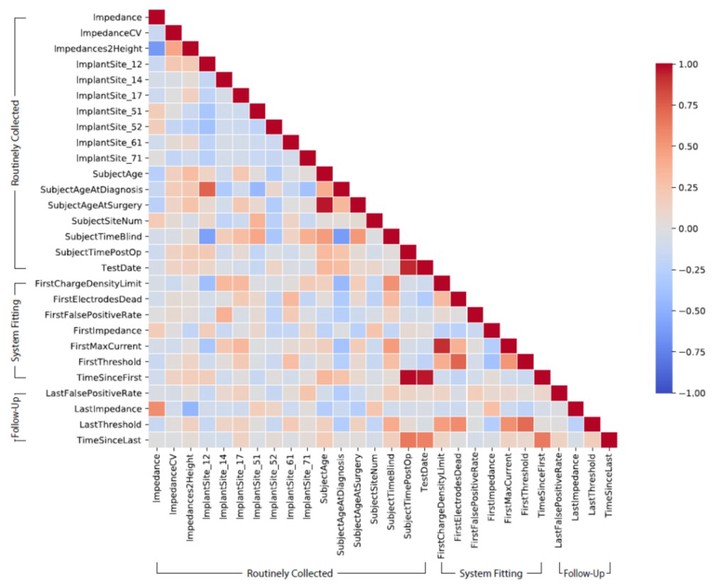 Routinely Collected
System Fitting
Follow-Up
Impedance
ImpedanceCV
Impedances2Height
ImplantSite_12
ImplantSite_14
ImplantSite_17
ImplantSite_51
ImplantSite_52
ImplantSite_61
ImplantSite_71
SubjectAge
SubjectAgeAtDiagnosis
SubjectAgeAtSurgery
SubjectSiteNum
SubjectTimeBlind
SubjectTimePostOp
TestDate
FirstChargeDensityLimit
FirstElectrodesDead
FirstFalsePositiveRate
FirstImpedance
FirstMaxCurrent
FirstThreshold
TimeSinceFirst
LastFalsePositiveRate
LastImpedance
LastThreshold
TimeSinceLast
1.00
0.75
0.50
0.25
0.00
−0.25
−0.50
−0.75
−1.00
Impedance
ImpedanceCV
Impedances2Height
ImplantSite_12
ImplantSite_14
ImplantSite_17
ImplantSite_51
ImplantSite_52
ImplantSite_61
ImplantSite_71
SubjectAge
SubjectAgeAtDiagnosis
SubjectAgeAtSurgery
SubjectSiteNum
SubjectTimeBlind
SubjectTimePostOp
TestDate
FirstChargeDensityLimit
FirstElectrodesDead
FirstFalsePositiveRate
FirstImpedance
FirstMaxCurrent
FirstThreshold
TimeSinceFirst
LastFalsePositiveRate
LastImpedance
LastThreshold
TimeSinceLast
Routinely Collected
System Fitting
Follow-Up